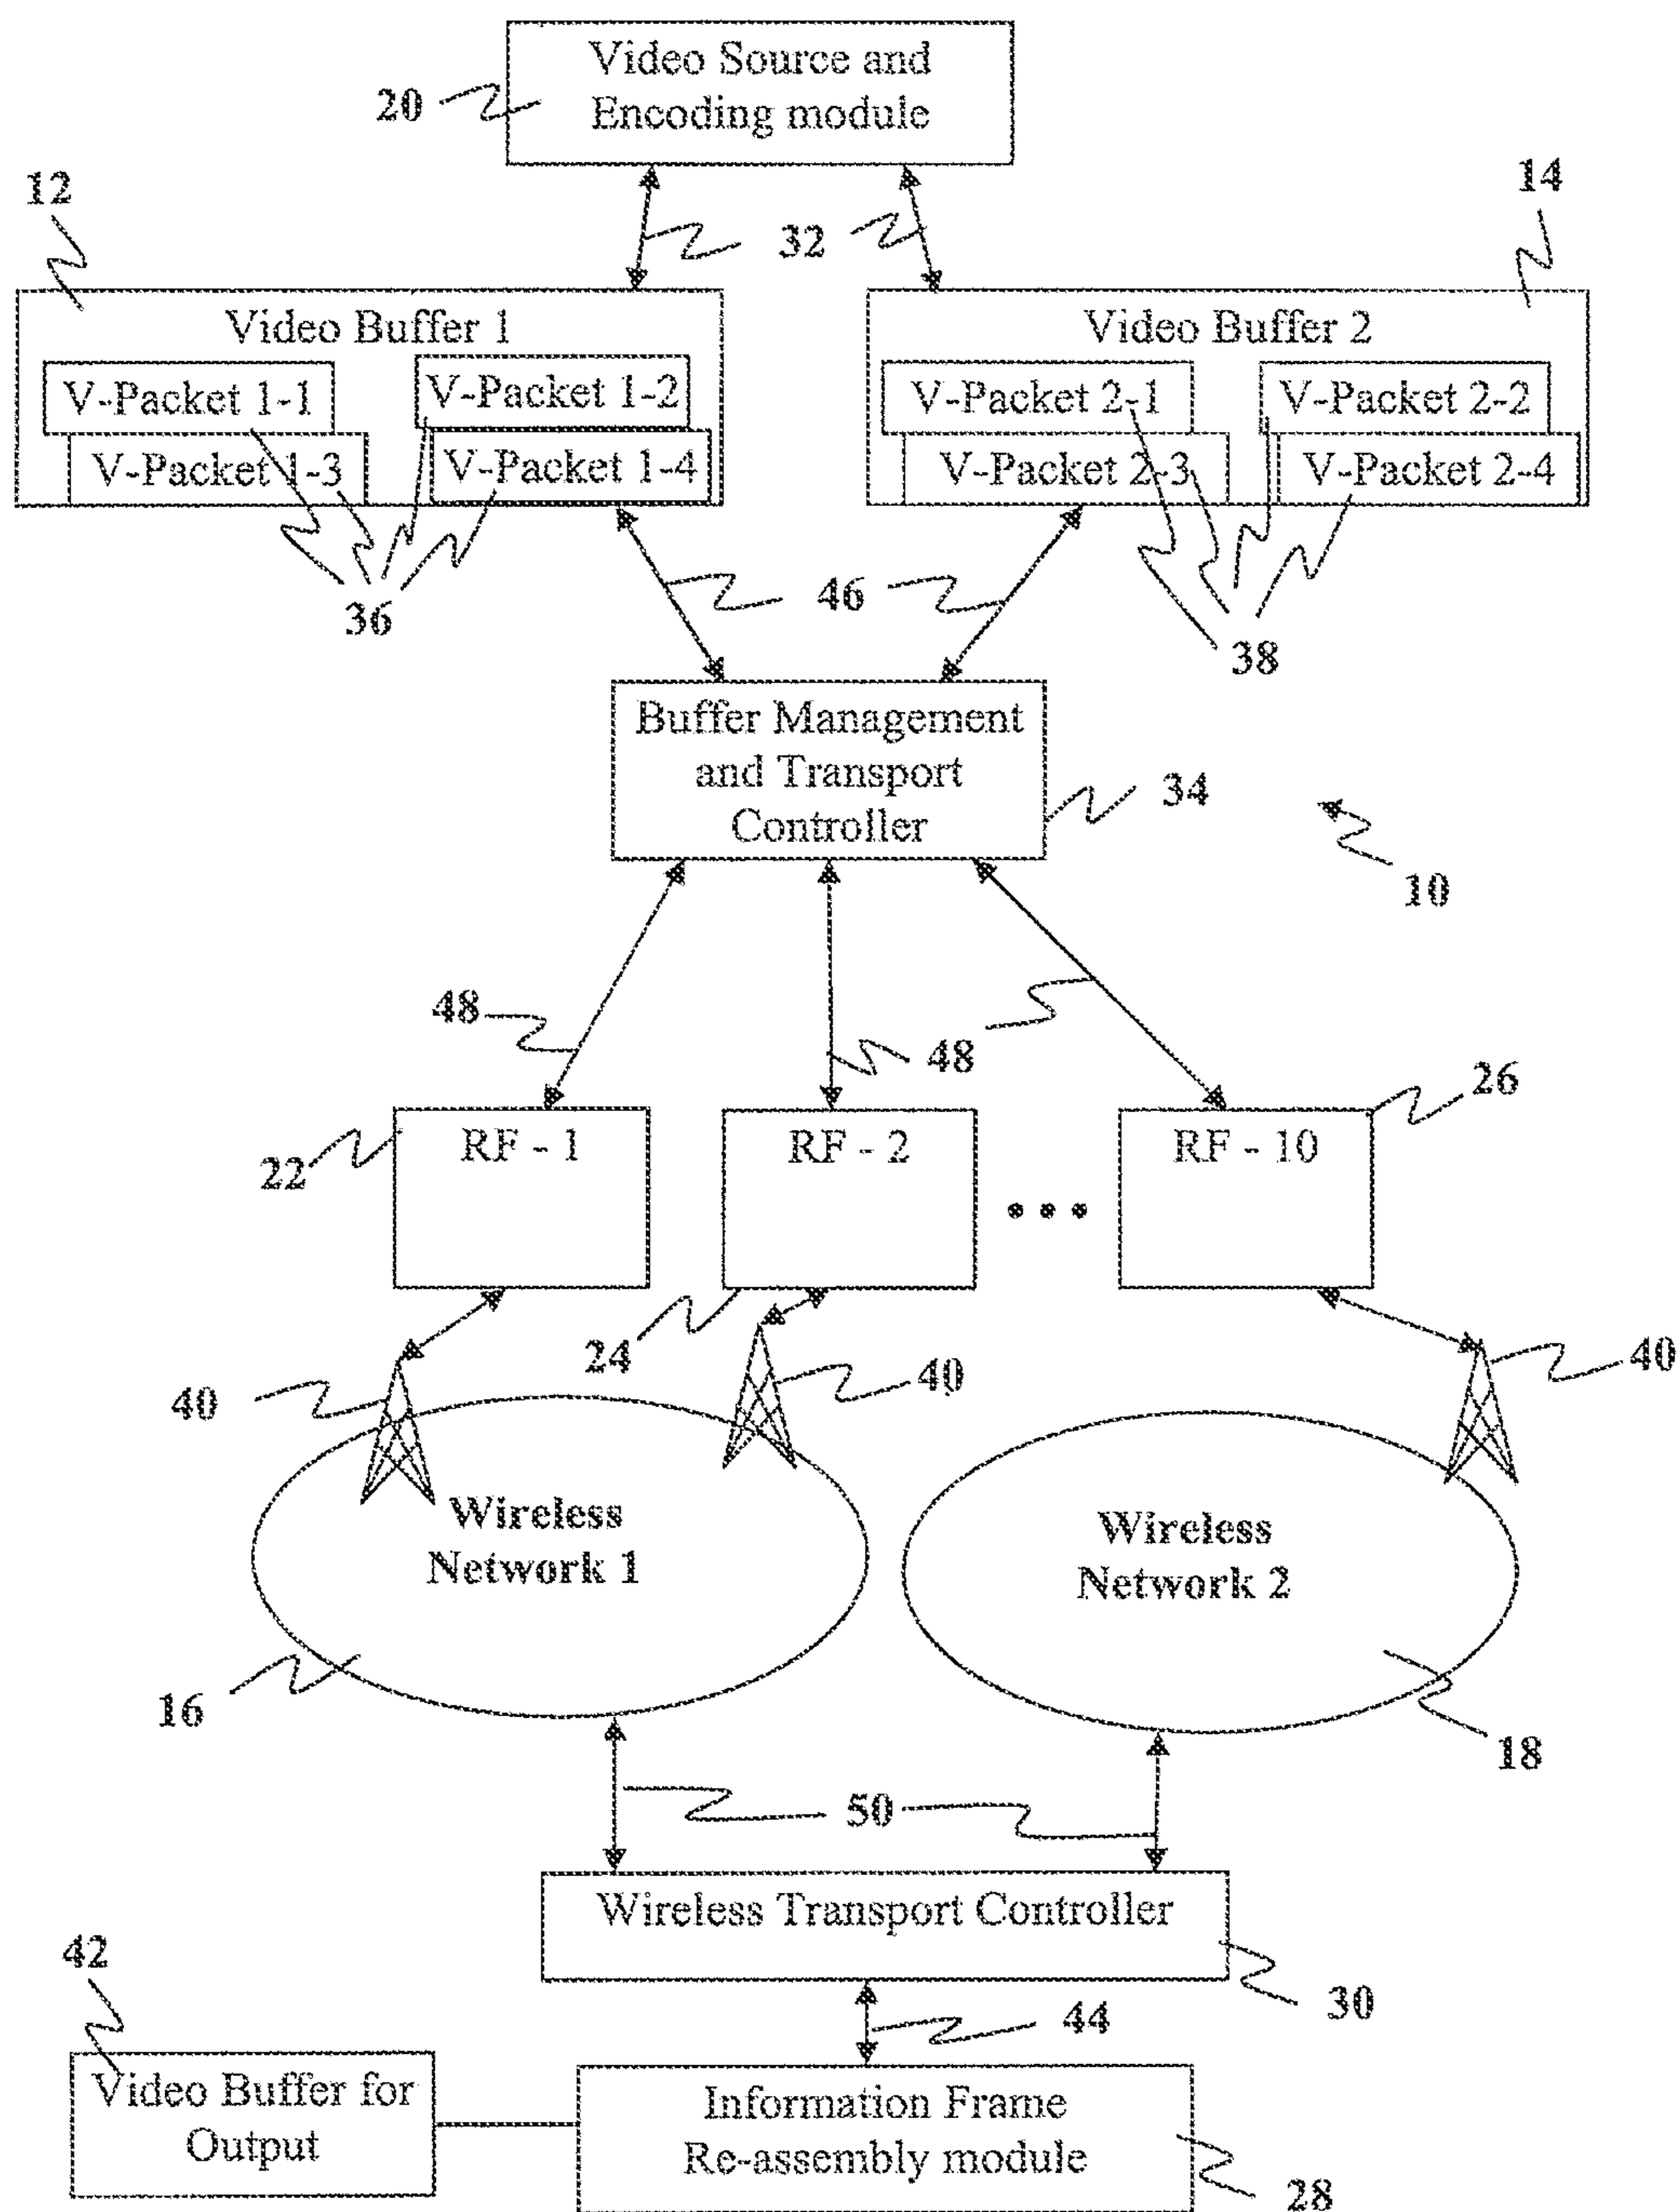 Video Source and
Encoding module
20
12
14
32
Video Buffer 1
Video Buffer 2
V-Packet 1-1
V-Packet 1-2
V-Packet 2-1
V-Packet 2-2
V-Packet 1-3
V-Packet 1-4
V-Packet 2-3
V-Packet 2-4
36
46
38
Buffer Management
and Transport
Controller
34
10
48
48
26
RF - 1
RF - 2
RF - 10
22
•••
24
40
40
40
Wireless
Network 1
Wireless
Network 2
16
18
50
Wireless Transport Controller
42
30
44
Video Buffer for
Output
Information Frame
Re-assembly module
28